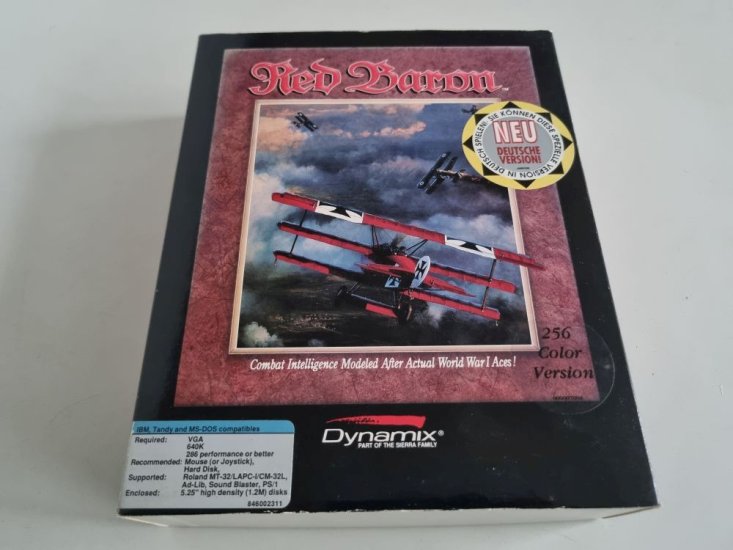 Red Baron™
SIE KÖNNEN DIESE SPEZIELLE VERSION IN DEUTSCH SPIELEN!
NEU
DEUTSCHE
VERSION!
Combat Intelligence Modeled After Actual World War I Aces!
256
Color
Version
Dynamix®
PART OF THE SIERRA FAMILY
IBM, Tandy and MS-DOS compatibles
Required: VGA
640K
286 performance or better
Recommended: Mouse (or Joystick),
Hard Disk,
Supported: Roland MT-32/LAPC-I/CM-32L,
Ad-Lib, Sound Blaster, PS/1
Enclosed: 5.25" high density (1.2M) disks
846002311